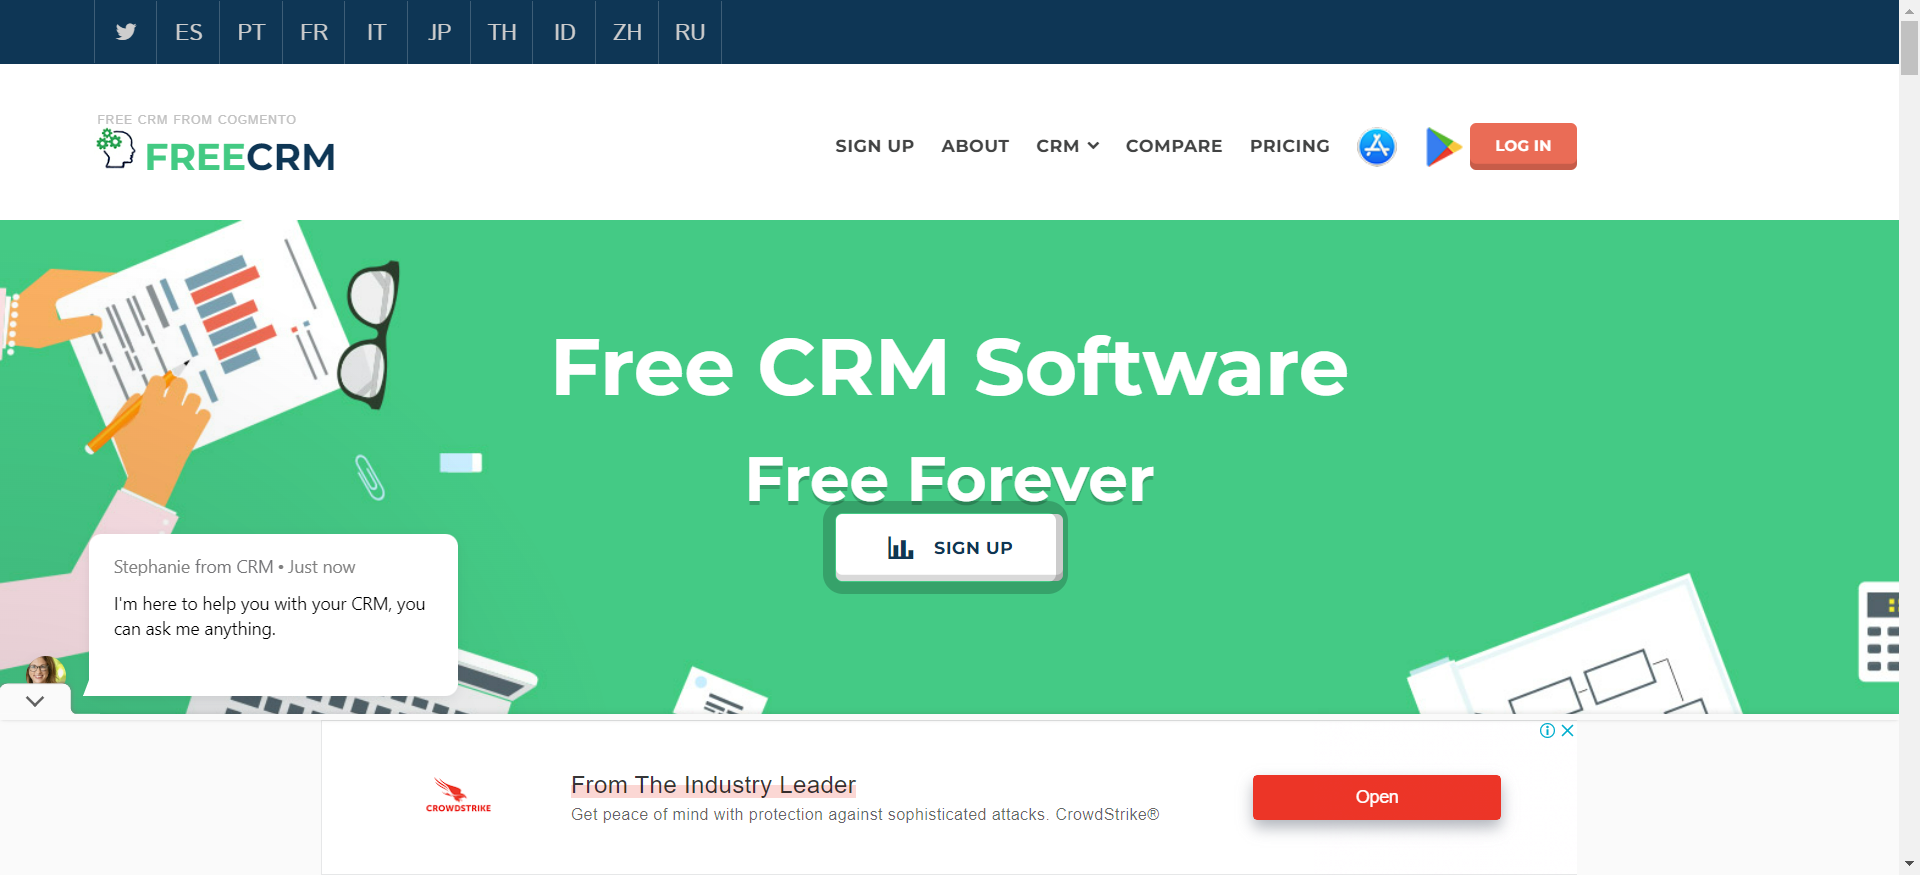 ES PT FR IT JP TH ID ZH RU
FREE CRM FROM COGMENTO
FREECRM
SIGN UP ABOUT CRM COMPARE PRICING LOG IN
Free CRM Software
Free Forever
SIGN UP
Stephanie from CRM • Just now
I'm here to help you with your CRM, you
can ask me anything.
CROWDSTRIKE
From The Industry Leader
Get peace of mind with protection against sophisticated attacks. CrowdStrike®
Open